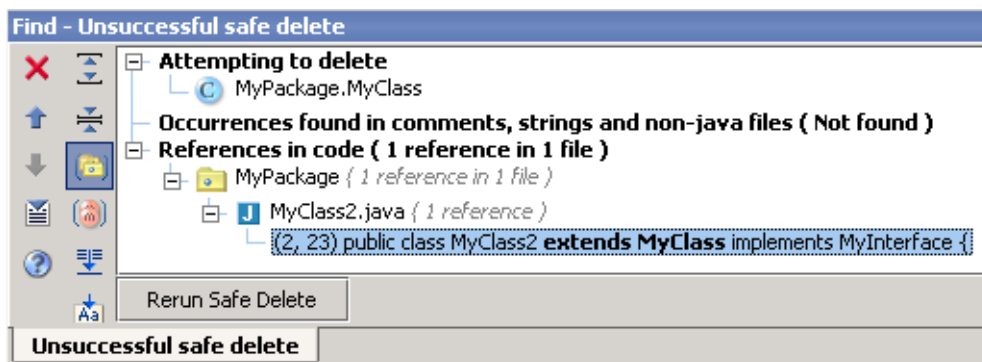 Find - Unsuccessful safe delete
Attempting to delete
C MyPackage.MyClass
Occurrences found in comments, strings and non-java files ( Not found )
References in code ( 1 reference in 1 file )
MyPackage ( 1 reference in 1 file )
J MyClass2.java ( 1 reference )
(2, 23) public class MyClass2 extends MyClass implements MyInterface {
?
Aa
Rerun Safe Delete
Unsuccessful safe delete